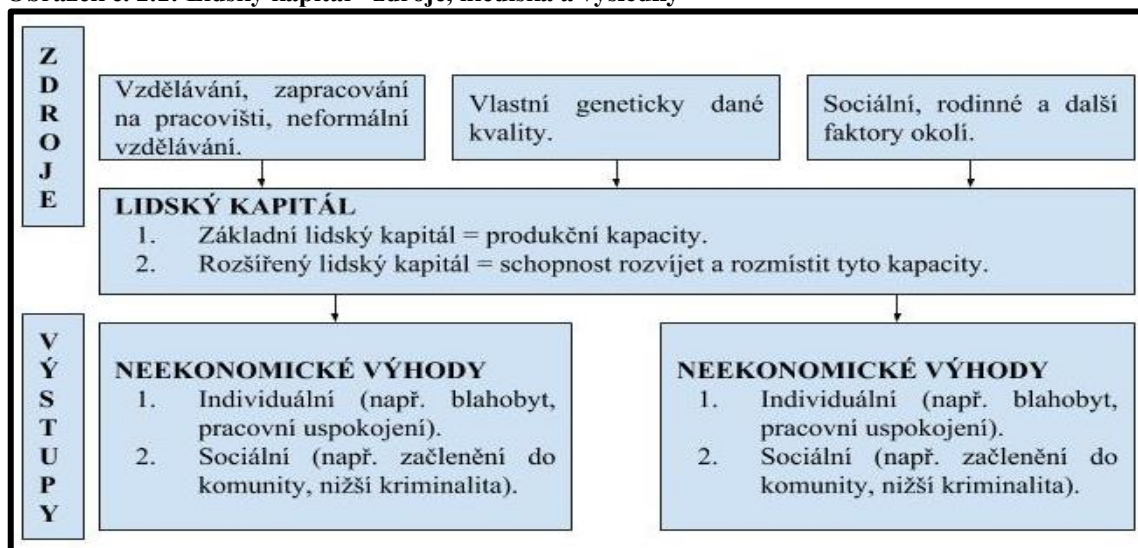 Obrázek č. Lidský kapitál - zdroje, a výsledky
ZDROJE
Vzdělávání, zapracování
na pracovišti, neformální
vzdělávání.
Vlastní geneticky dané
kvality.
Sociální, rodinné a další
faktory okolí.
LIDSKÝ KAPITÁL
1. Základní lidský kapitál = produkční kapacity.
2. Rozšířený lidský kapitál = schopnost rozvíjet a rozmístit tyto kapacity.
VÝSTUPY
NEEKONOMICKÉ VÝHODY
1. Individuální (např. blahobyt,
pracovní uspokojení).
2. Sociální (např. začlenění do
komunity, nižší kriminalita).
NEEKONOMICKÉ VÝHODY
1. Individuální (např. blahobyt,
pracovní uspokojení).
2. Sociální (např. začlenění do
komunity, nižší kriminalita).